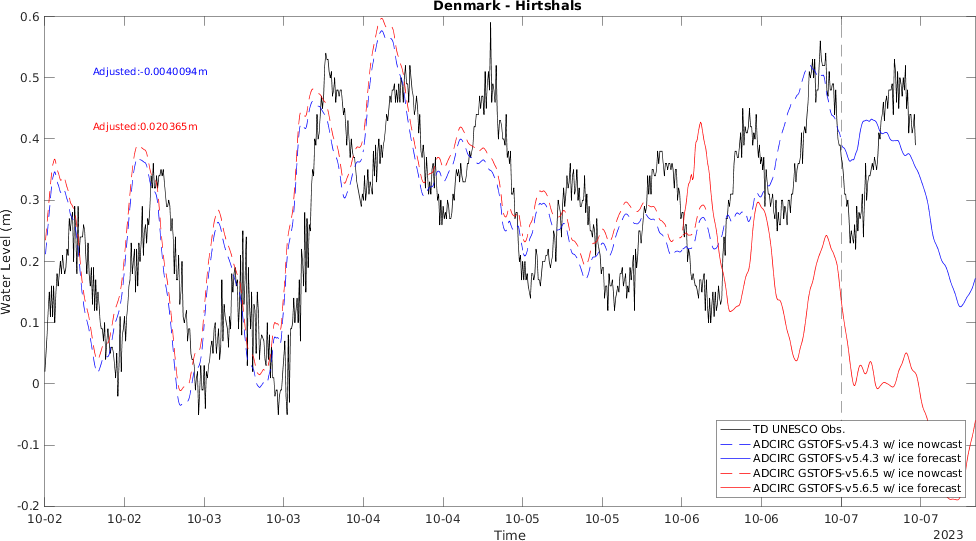 Denmark - Hirtshals
0.6
0.5
0.4
0.3
0.2
0.1
0
-0.1
-0.2
Water Level (m)
Adjusted:-0.0040094m
Adjusted:0.020365m
TD UNESCO Obs.
ADCIRC GSTOFS-v5.4.3 w/ ice nowcast
ADCIRC GSTOFS-v5.4.3 w/ ice forecast
ADCIRC GSTOFS-v5.6.5 w/ ice nowcast
ADCIRC GSTOFS-v5.6.5 w/ ice forecast
10-02 10-02 10-03 10-03 10-04 10-04 10-05 10-05 10-06 10-06 10-07 10-07
Time
2023